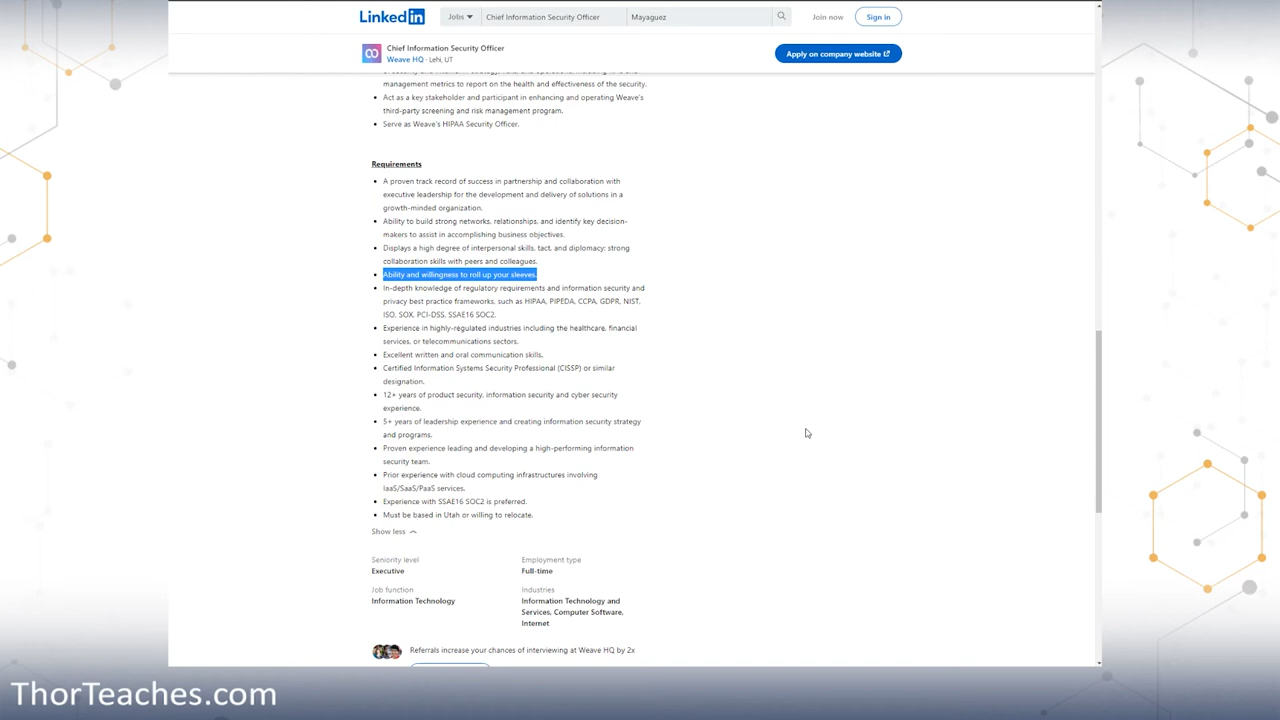 LinkedIn Jobs Chief Information Security Officer Mayaguez Join now Sign in
Chief Information Security Officer
Weave HQ · Lehi, UT
Apply on company website
management metrics to report on the health and effectiveness of the security.
Act as a key stakeholder and participant in enhancing and operating Weave's
third-party screening and risk management program.
Serve as Weave's HIPAA Security Officer.
Requirements
A proven track record of success in partnership and collaboration with
executive leadership for the development and delivery of solutions in a
growth-minded organization.
Ability to build strong networks, relationships, and identify key decision-
makers to assist in accomplishing business objectives.
Displays a high degree of interpersonal skills, tact, and diplomacy: strong
collaboration skills with peers and colleagues.
Ability and willingness to roll up your sleeves.
In-depth knowledge of regulatory requirements and information security and
privacy best practice frameworks, such as HIPAA, PIPEDA, CCPA, GDPR, NIST,
ISO, SOX, PCI-DSS, SSAE16 SOC2.
Experience in highly-regulated industries including the healthcare, financial
services, or telecommunications sectors.
Excellent written and oral communication skills.
Certified Information Systems Security Professional (CISSP) or similar
designation.
12+ years of product security, information security and cyber security
experience.
5+ years of leadership experience and creating information security strategy
and programs.
Proven experience leading and developing a high-performing information
security team.
Prior experience with cloud computing infrastructures involving
IaaS/SaaS/PaaS services.
Experience with SSAE16 SOC2 is preferred.
Must be based in Utah or willing to relocate.
Show less
Seniority level
Executive
Employment type
Full-time
Job function
Information Technology
Industries
Information Technology and
Services, Computer Software,
Internet
Referrals increase your chances of interviewing at Weave HQ by 2x
ThorTeaches.com